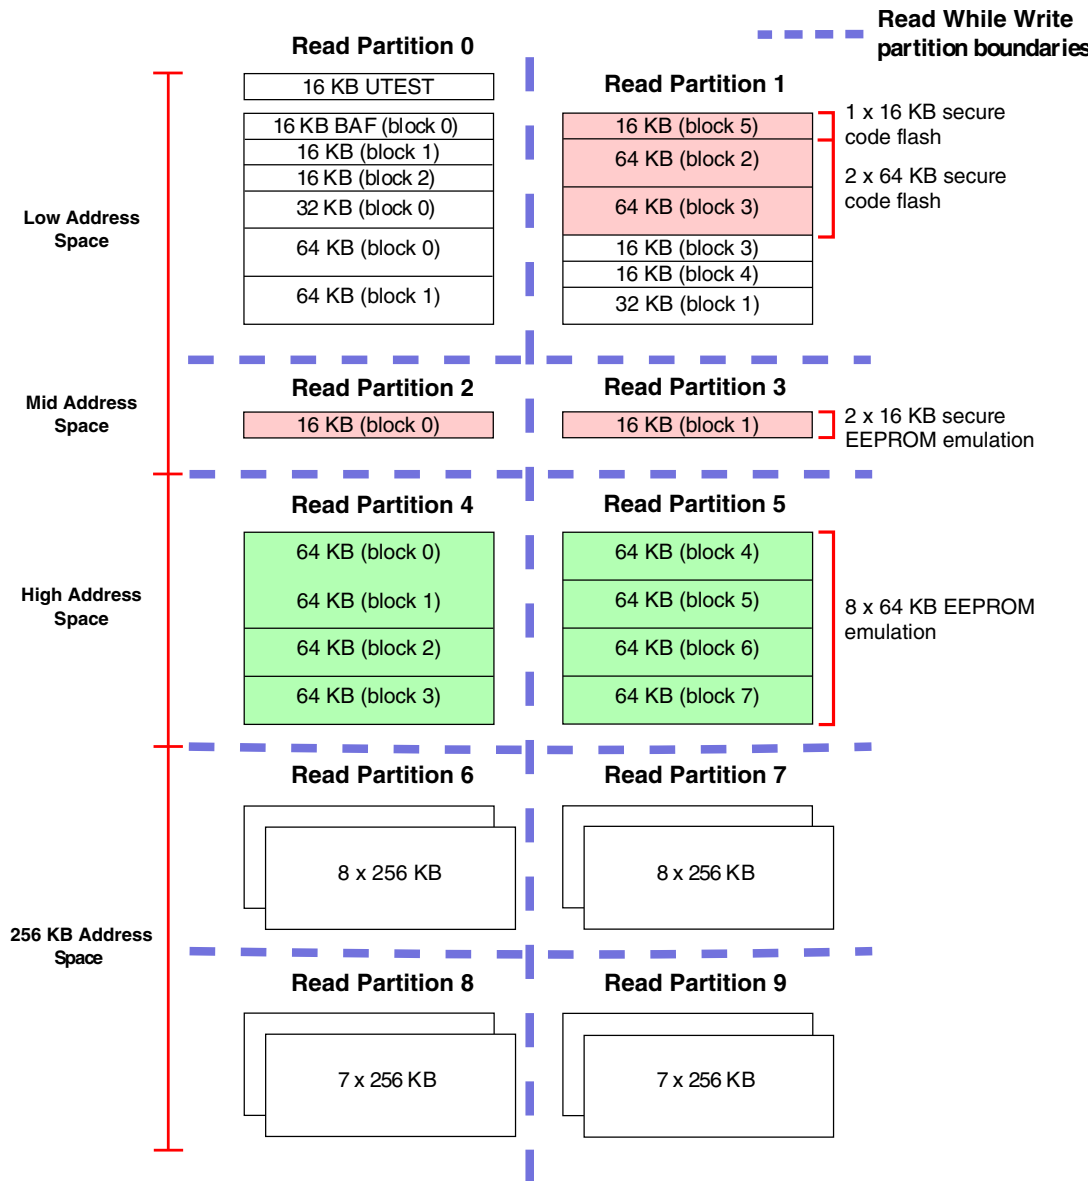 Read While Write
partition boundaries
Read Partition 0
16 KB UTEST
16 KB BAF (block 0)
16 KB (block 1)
16 KB (block 2)
32 KB (block 0)
64 KB (block 0)
64 KB (block 1)
Read Partition 1
16 KB (block 5)
64 KB (block 2)
64 KB (block 3)
16 KB (block 3)
16 KB (block 4)
32 KB (block 1)
1 x 16 KB secure
code flash
2 x 64 KB secure
code flash
Low Address
Space
Mid Address
Space
Read Partition 2
16 KB (block 0)
Read Partition 3
16 KB (block 1)
2 x 16 KB secure
EEPROM emulation
High Address
Space
Read Partition 4
64 KB (block 0)
64 KB (block 1)
64 KB (block 2)
64 KB (block 3)
Read Partition 5
64 KB (block 4)
64 KB (block 5)
64 KB (block 6)
64 KB (block 7)
8 x 64 KB EEPROM
emulation
256 KB Address
Space
Read Partition 6
8 x 256 KB
Read Partition 7
8 x 256 KB
Read Partition 8
7 x 256 KB
Read Partition 9
7 x 256 KB